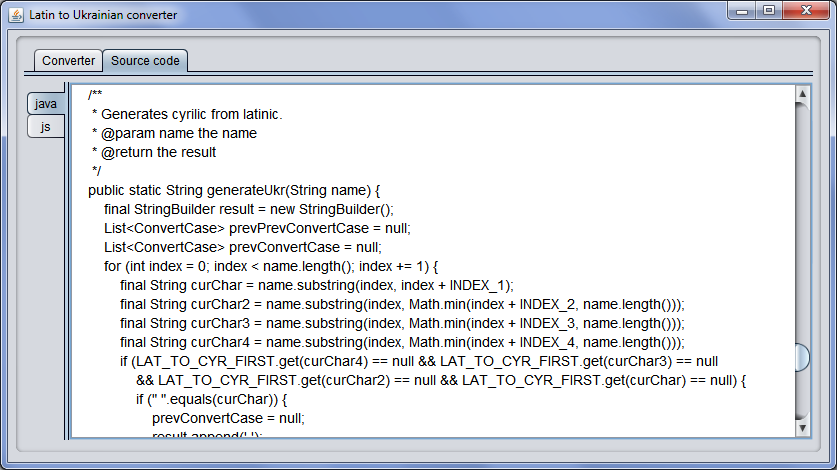 Latin to Ukrainian converter
Converter
Source code
java
js
/**
* Generates cyrilic from latinic.
* @param name the name
* @return the result
*/
public static String generateUkr(String name) {
final StringBuilder result = new StringBuilder();
List<ConvertCase> prevPrevConvertCase = null;
List<ConvertCase> prevConvertCase = null;
for (int index = 0; index < name.length(); index += 1) {
final String curChar = name.substring(index, index + INDEX_1);
final String curChar2 = name.substring(index, Math.min(index + INDEX_2, name.length()));
final String curChar3 = name.substring(index, Math.min(index + INDEX_3, name.length()));
final String curChar4 = name.substring(index, Math.min(index + INDEX_4, name.length()));
if (LAT_TO_CYR_FIRST.get(curChar4) == null && LAT_TO_CYR_FIRST.get(curChar3) == null
&& LAT_TO_CYR_FIRST.get(curChar2) == null && LAT_TO_CYR_FIRST.get(curChar) == null) {
if (" ".equals(curChar)) {
prevConvertCase = null;
result.append(' ');